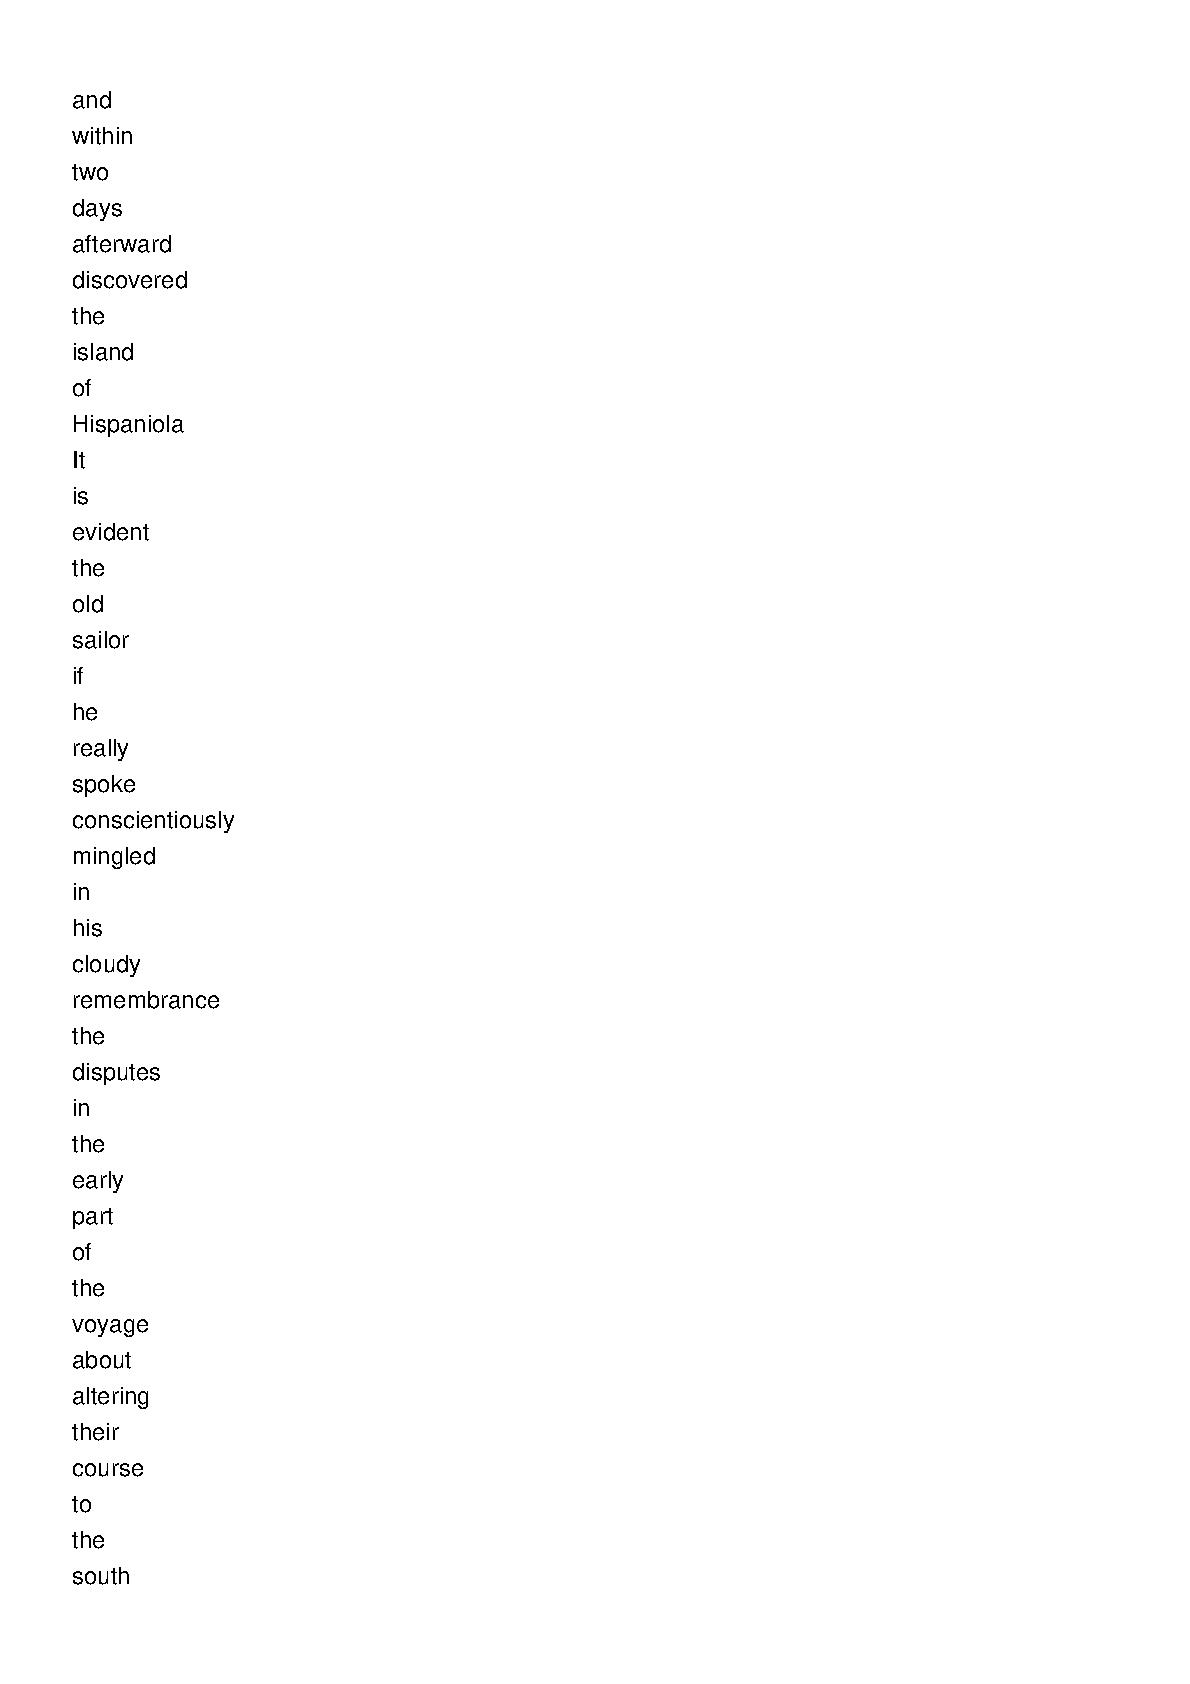 and
within
two
days
afterward
discovered
the
island
of
Hispaniola
It
is
evident
the
old
sailor
if
he
really
spoke
conscientiously
mingled
in
his
cloudy
remembrance
the
disputes
in
the
early
part
of
the
voyage
about
altering
their
course
to
the
south